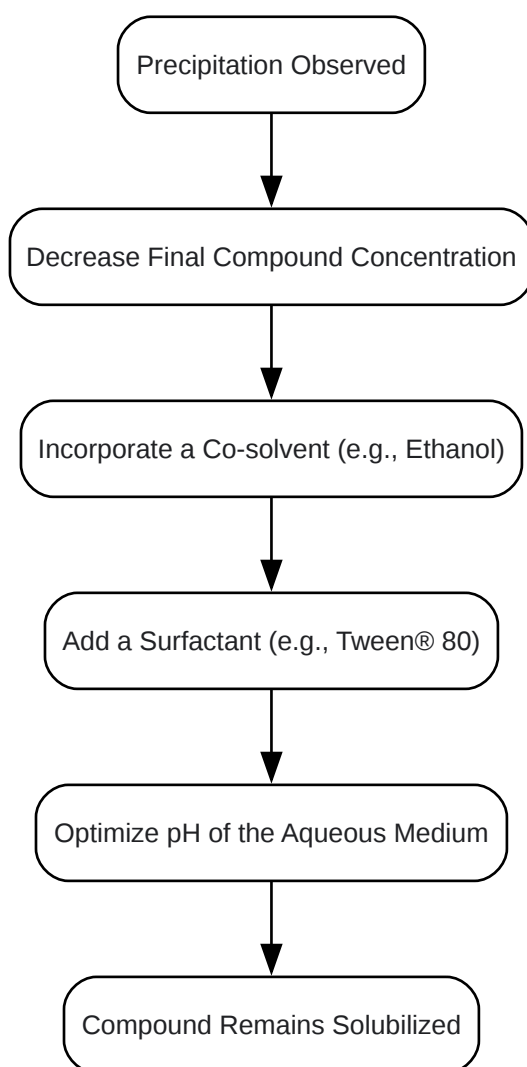 Precipitation Observed
Decrease Final Compound Concentration
Incorporate a Co-solvent (e.g., Ethanol)
Add a Surfactant (e.g., Tween® 80)
Optimize pH of the Aqueous Medium
Compound Remains Solubilized